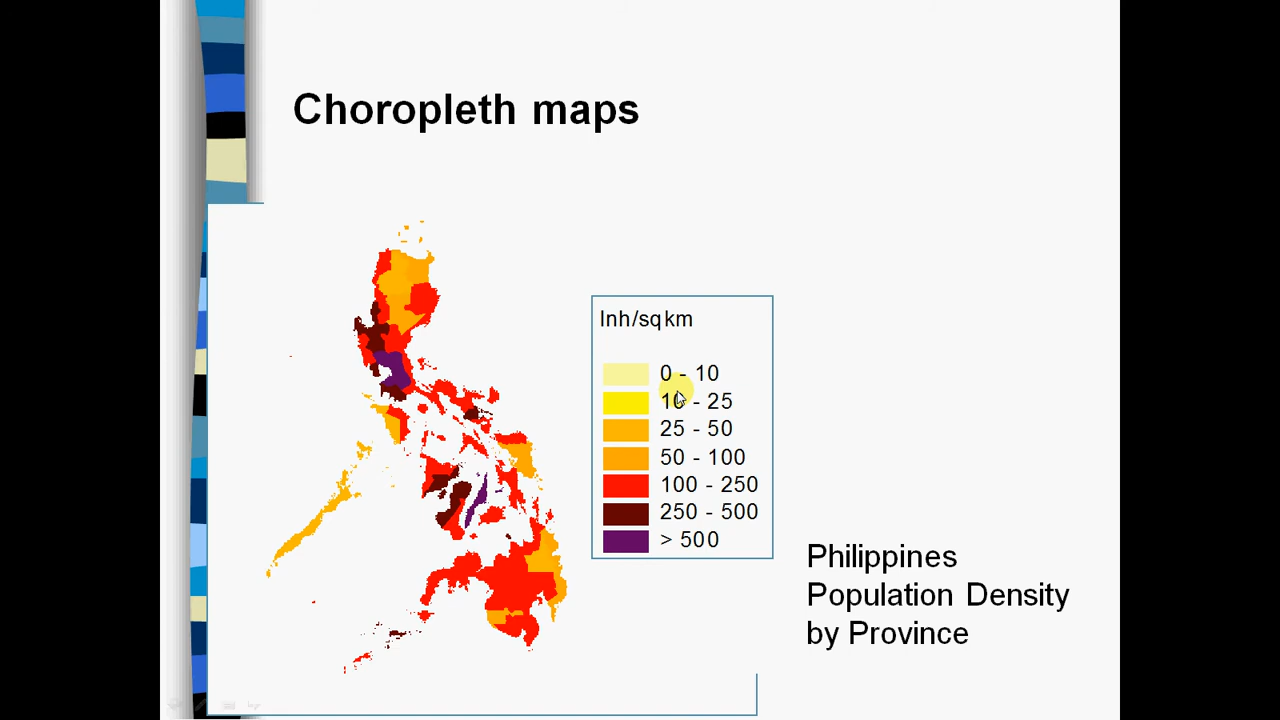 Choropleth maps
Inh/sqkm
0 - 10
10 - 25
25 - 50
50 - 100
100 - 250
250 - 500
> 500
Philippines
Population Density
by Province